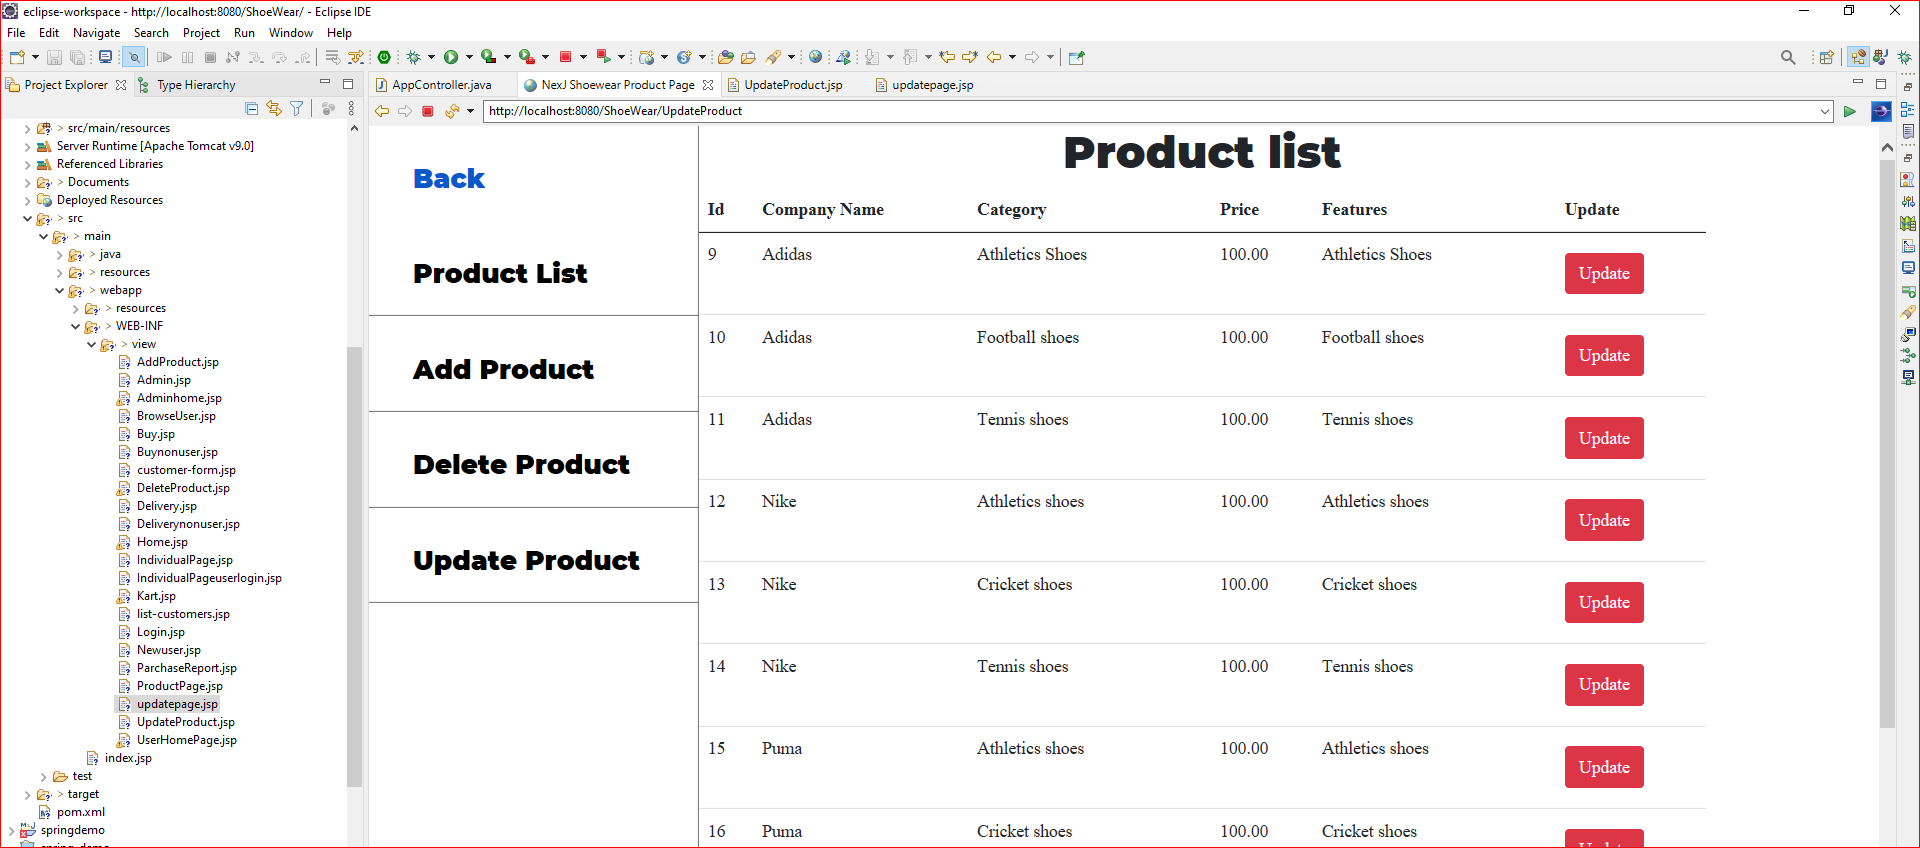 eclipse-workspace - http://localhost:8080/ShoeWear/ - Eclipse IDE
File Edit Navigate Search Project Run Window Help
Project Explorer Type Hierarchy
AppController.java NexJ Shoewear Product Page UpdateProduct.jsp updatepage.jsp
http://localhost:8080/ShoeWear/UpdateProduct
> src/main/resources
Server Runtime [Apache Tomcat v9.0]
Referenced Libraries
> Documents
Deployed Resources
> src
> main
> java
> resources
> webapp
> resources
> WEB-INF
> view
AddProduct.jsp
Admin.jsp
Adminhome.jsp
BrowseUser.jsp
Buy.jsp
Buynonuser.jsp
customer-form.jsp
DeleteProduct.jsp
Delivery.jsp
Deliverynonuser.jsp
Home.jsp
IndividualPage.jsp
IndividualPageuserlogin.jsp
Kart.jsp
list-customers.jsp
Login.jsp
Newuser.jsp
ParchaseReport.jsp
ProductPage.jsp
updatepage.jsp
UpdateProduct.jsp
UserHomePage.jsp
index.jsp
test
> target
pom.xml
springdemo
Back
Product List
Add Product
Delete Product
Update Product
Product list
Id Company Name Category Price Features Update
9 Adidas Athletics Shoes 100.00 Athletics Shoes Update
10 Adidas Football shoes 100.00 Football shoes Update
11 Adidas Tennis shoes 100.00 Tennis shoes Update
12 Nike Athletics shoes 100.00 Athletics shoes Update
13 Nike Cricket shoes 100.00 Cricket shoes Update
14 Nike Tennis shoes 100.00 Tennis shoes Update
15 Puma Athletics shoes 100.00 Athletics shoes Update
16 Puma Cricket shoes 100.00 Cricket shoes